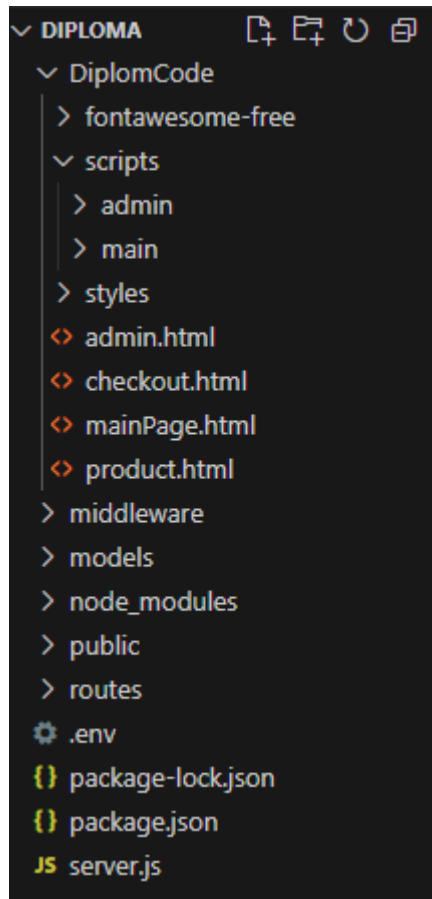 DIPLOMA
DiplomCode
fontawesome-free
scripts
admin
main
styles
<> admin.html
<> checkout.html
<> mainPage.html
<> product.html
middleware
models
node_modules
public
routes
.env
{} package-lock.json
{} package.json
JS server.js